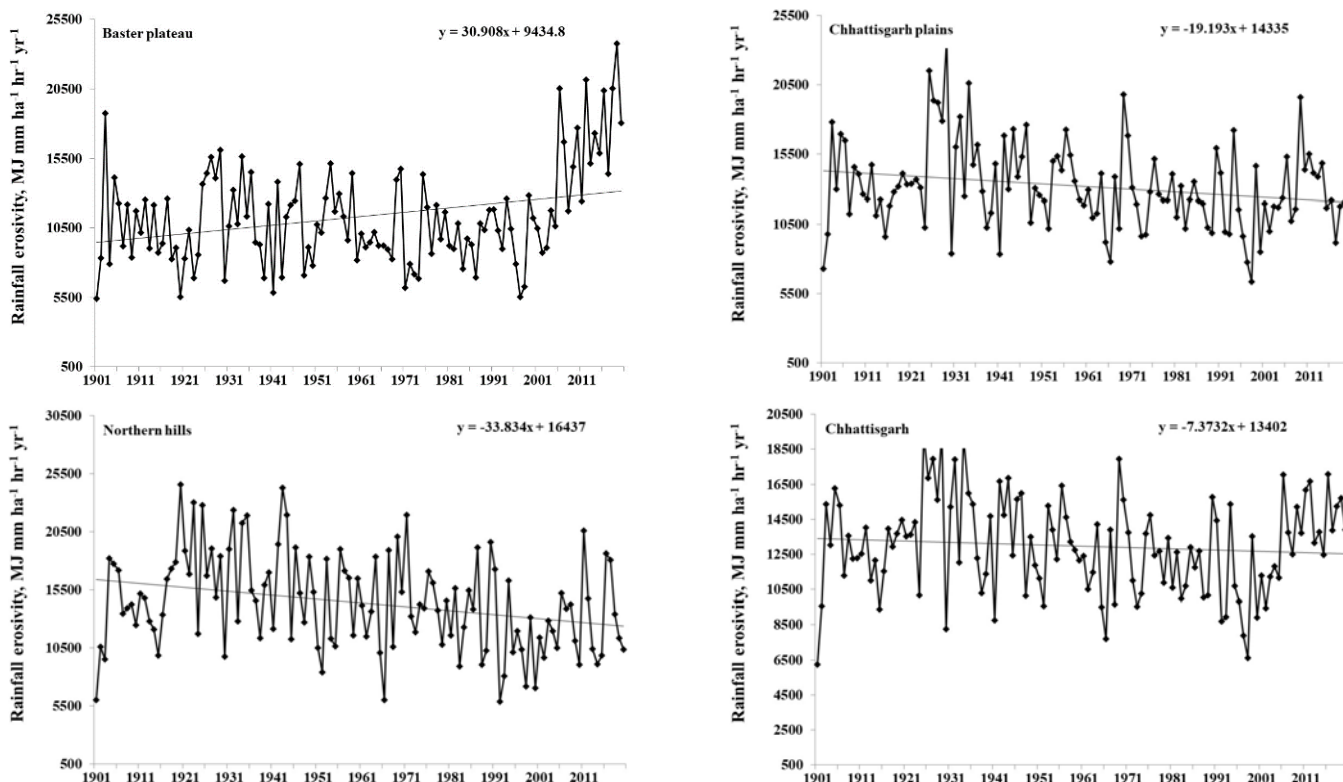 25500
Baster plateau
y = 30.908x + 9434.8
20500
15500
10500
5500
500
Rainfall erosivity, MJ mm ha⁻¹ hr⁻¹ yr⁻¹
1901 1911 1921 1931 1941 1951 1961 1971 1981 1991 2001 2011
25500
Chhattisgarh plains
y = -19.193x + 14335
20500
15500
10500
5500
500
Rainfall erosivity, MJ mm ha⁻¹ hr⁻¹ yr⁻¹
1901 1911 1921 1931 1941 1951 1961 1971 1981 1991 2001 2011
30500
Northern hills
y = -33.834x + 16437
25500
20500
15500
10500
5500
500
Rainfall erosivity, MJ mm ha⁻¹ hr⁻¹ yr⁻¹
1901 1911 1921 1931 1941 1951 1961 1971 1981 1991 2001 2011
20500
Chhattisgarh
y = -7.3732x + 13402
18500
16500
14500
12500
10500
8500
6500
4500
2500
500
Rainfall erosivity, MJ mm ha⁻¹ hr⁻¹ yr⁻¹
1901 1911 1921 1931 1941 1951 1961 1971 1981 1991 2001 2011